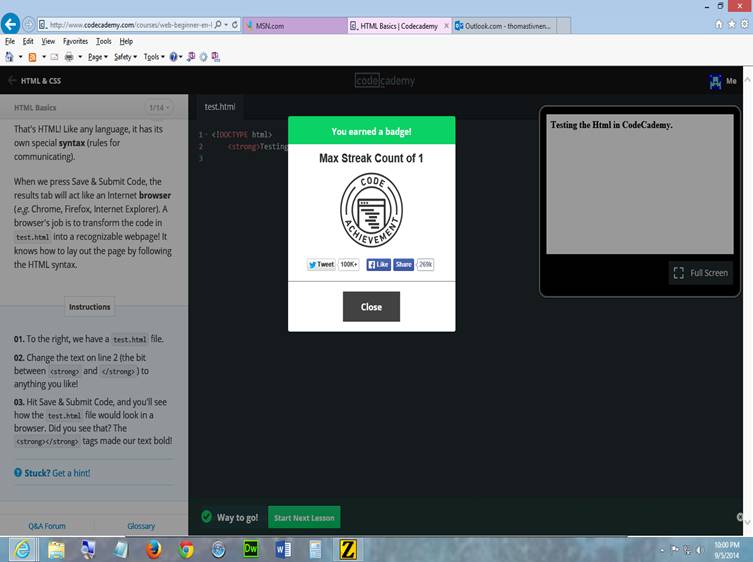 http://www.codecademy.com/courses/web-beginner-en-
MSN.com
HTML Basics | Codecademy
Outlook.com - thomastivnen...
File Edit View Favorites Tools Help
Page Safety Tools
HTML & CSS
codecademy
Me
HTML Basics
1/14
test.html
That's HTML! Like any language, it has its
own special syntax (rules for
communicating).
When we press Save & Submit Code, the
results tab will act like an Internet browser
(e.g. Chrome, Firefox, Internet Explorer). A
browser's job is to transform the code in
test.html into a recognizable webpage! It
knows how to lay out the page by following
the HTML syntax.
Instructions
01. To the right, we have a test.html file.
02. Change the text on line 2 (the bit
between <strong> and </strong>) to
anything you like!
03. Hit Save & Submit Code, and you'll see
how the test.html file would look in a
browser. Did you see that? The
<strong></strong> tags made our text bold!
Stuck? Get a hint!
Q&A Forum
Glossary
1 <!DOCTYPE html>
2 <strong>Testing
3
You earned a badge!
Max Streak Count of 1
CODE
ACHIEVEMENT
Tweet 100K+ Like Share 269k
Close
Testing the Html in CodeCademy.
Full Screen
Way to go!
Start Next Lesson
Dw
W
Z
10:00 PM
9/5/2014